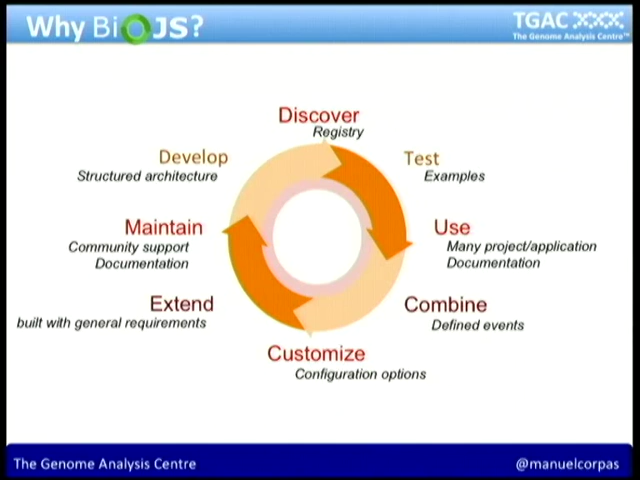 Why BiOJS?
TGAC
The Genome Analysis Centre™
Discover
Registry
Develop
Structured architecture
Test
Examples
Maintain
Community support
Documentation
Use
Many project/application
Documentation
Extend
built with general requirements
Combine
Defined events
Customize
Configuration options
The Genome Analysis Centre
@manuelcorpas